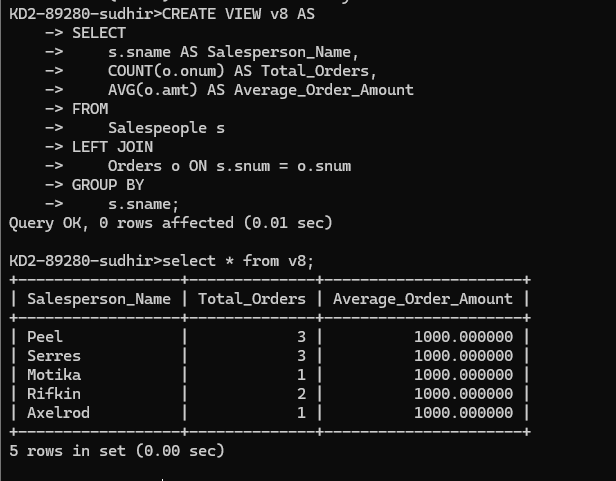 KD2-89280-sudhir>CREATE VIEW v8 AS
    -> SELECT
    ->     s.sname AS Salesperson_Name,
    ->     COUNT(o.onum) AS Total_Orders,
    ->     AVG(o.amt) AS Average_Order_Amount
    -> FROM
    ->     Salespeople s
    -> LEFT JOIN
    ->     Orders o ON s.snum = o.snum
    -> GROUP BY
    ->     s.sname;
Query OK, 0 rows affected (0.01 sec)

KD2-89280-sudhir>select * from v8;
+------------------+--------------+----------------------+
| Salesperson_Name | Total_Orders | Average_Order_Amount |
+------------------+--------------+----------------------+
| Peel             |            3 |          1000.000000 |
| Serres           |            3 |          1000.000000 |
| Motika           |            1 |          1000.000000 |
| Rifkin           |            2 |          1000.000000 |
| Axelrod          |            1 |          1000.000000 |
+------------------+--------------+----------------------+
5 rows in set (0.00 sec)